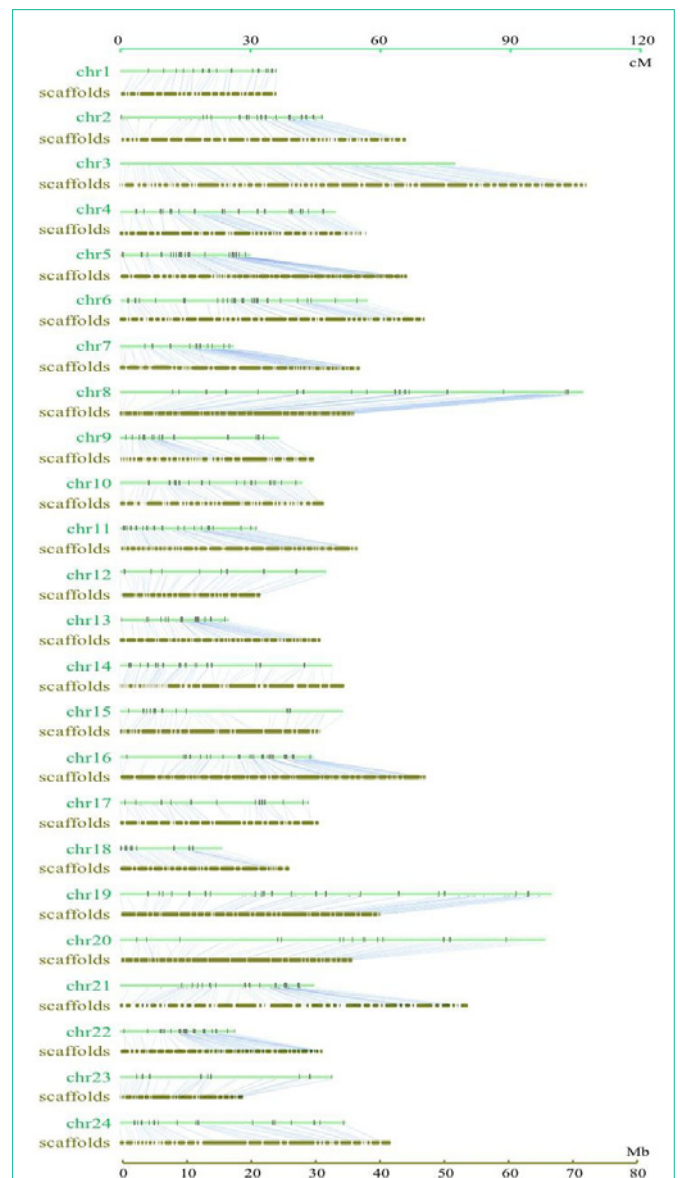 0 30 60 90 120
cM
chr1
scaffolds
chr2
scaffolds
chr3
scaffolds
chr4
scaffolds
chr5
scaffolds
chr6
scaffolds
chr7
scaffolds
chr8
scaffolds
chr9
scaffolds
chr10
scaffolds
chr11
scaffolds
chr12
scaffolds
chr13
scaffolds
chr14
scaffolds
chr15
scaffolds
chr16
scaffolds
chr17
scaffolds
chr18
scaffolds
chr19
scaffolds
chr20
scaffolds
chr21
scaffolds
chr22
scaffolds
chr23
scaffolds
chr24
scaffolds
Mb
0 10 20 30 40 50 60 70 80